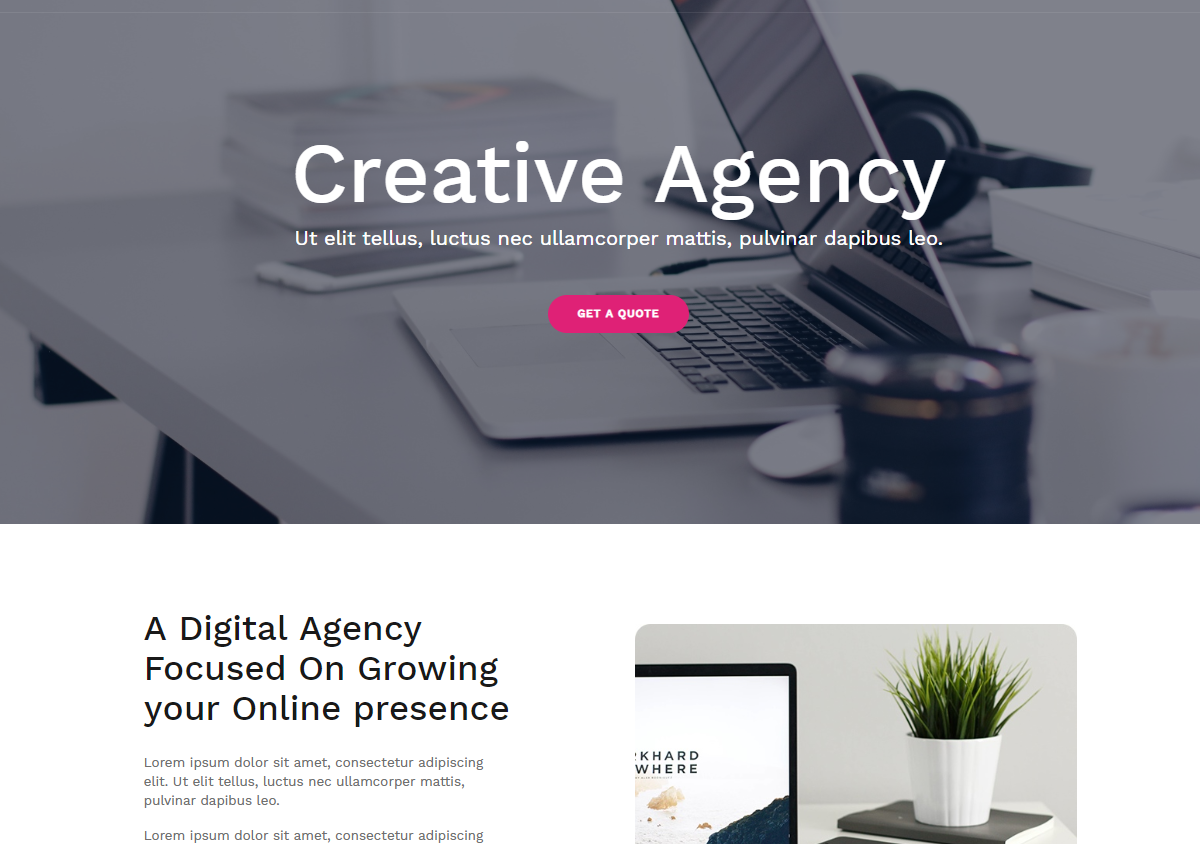 Creative Agency
Ut elit tellus, luctus nec ullamcorper mattis, pulvinar dapibus leo.
GET A QUOTE
A Digital Agency
Focused On Growing
your Online presence
Lorem ipsum dolor sit amet, consectetur adipiscing
elit. Ut elit tellus, luctus nec ullamcorper mattis,
pulvinar dapibus leo.
Lorem ipsum dolor sit amet, consectetur adipiscing
RKHARD
WHERE